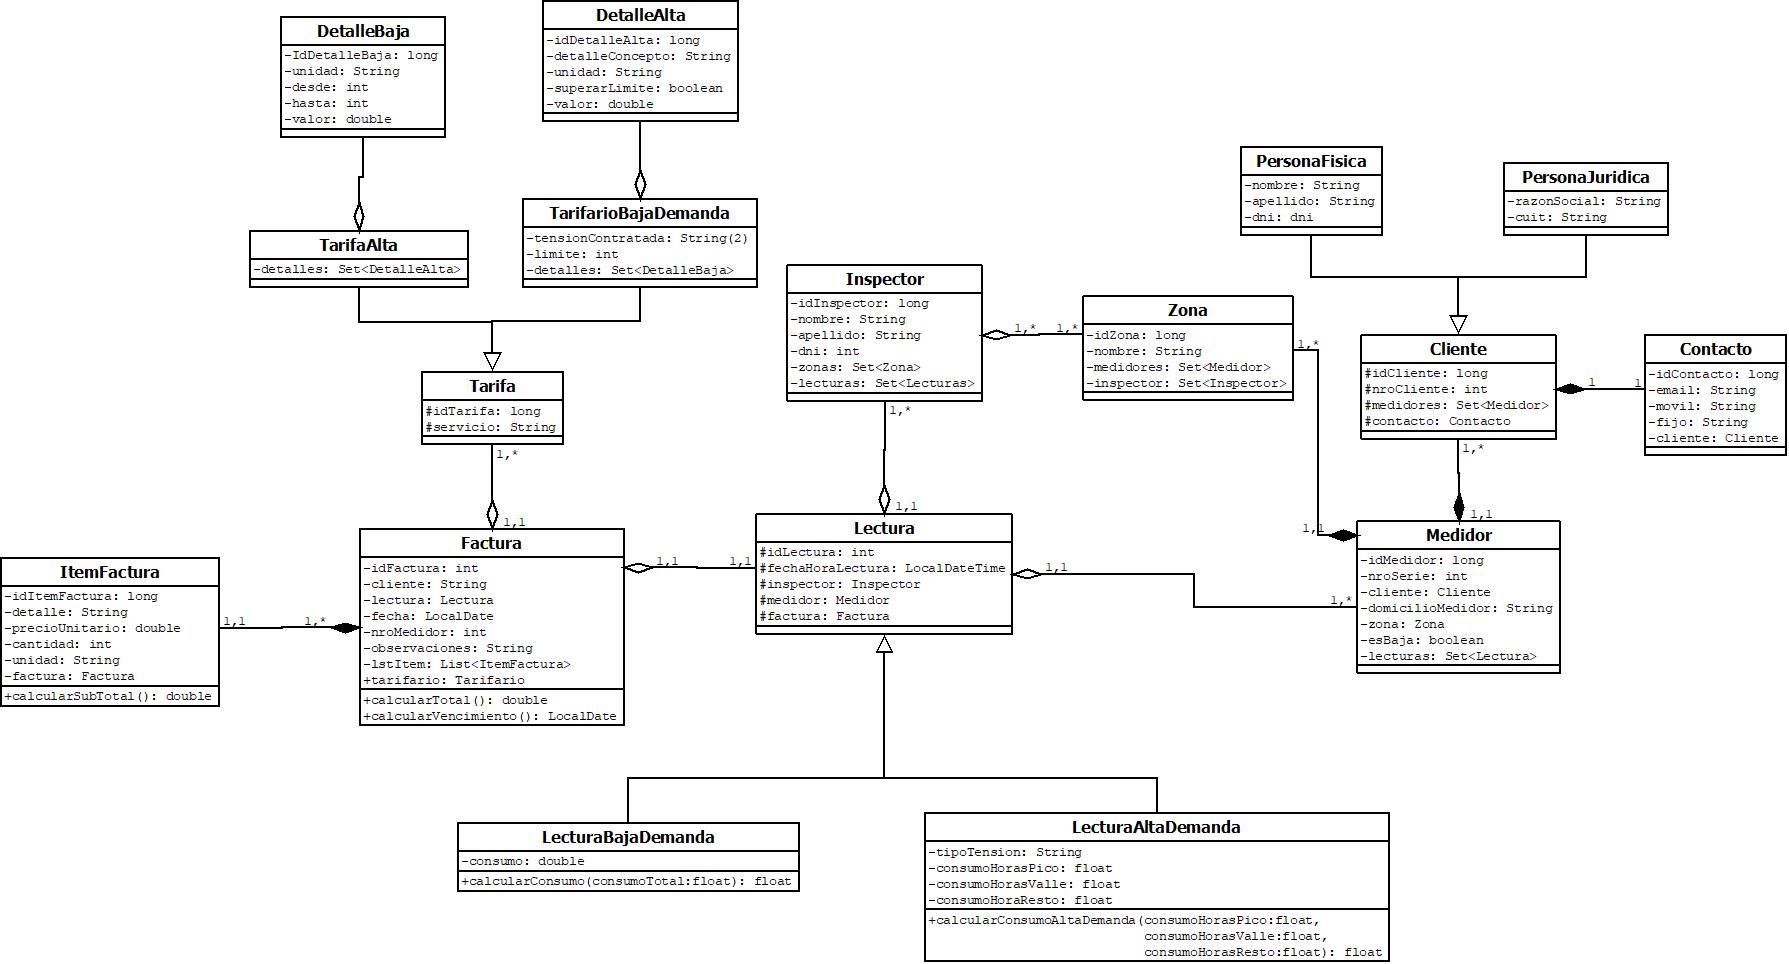 DetalleBaja
-IdDetalleBaja: long
-unidad: String
-desde: int
-hasta: int
-valor: double
DetalleAlta
-idDetalleAlta: long
-detalleConcepto: String
-unidad: String
-superarLimite: boolean
-valor: double
TarifaAlta
-detalles: Set<DetalleAlta>
TarifarioBajaDemanda
-tensionContratada: String(2)
-limite: int
-detalles: Set<DetalleBaja>
PersonaFisica
-nombre: String
-apellido: String
-dni: dni
PersonaJuridica
-razonSocial: String
-cuit: String
Inspector
-idInspector: long
-nombre: String
-apellido: String
-dni: int
-zonas: Set<Zona>
-lecturas: Set<Lecturas>
1,*
1,*
Zona
-idZona: long
-nombre: String
-medidores: Set<Medidor>
-inspector: Set<Inspector>
1,*
Cliente
#idCliente: long
#nroCliente: int
#medidores: Set<Medidor>
#contacto: Contacto
1
1
Contacto
-idContacto: long
-email: String
-movil: String
-fijo: String
-cliente: Cliente
Tarifa
#idTarifa: long
#servicio: String
1,*
1,1
1,*
1,1
1,*
1,1
1,1
Factura
-idFactura: int
-cliente: String
-lectura: Lectura
-fecha: LocalDate
-nroMedidor: int
-observaciones: String
-lstItem: List<ItemFactura>
+tarifario: Tarifario
+calcularTotal(): double
+calcularVencimiento(): LocalDate
1,1
1,1
Lectura
#idLectura: int
#fechaHoraLectura: LocalDateTime
#inspector: Inspector
#medidor: Medidor
#factura: Factura
1,1
1,*
Medidor
-idMedidor: long
-nroSerie: int
-cliente: Cliente
-domicilioMedidor: String
-zona: Zona
-esBaja: boolean
-lecturas: Set<Lectura>
ItemFactura
-idItemFactura: long
-detalle: String
-precioUnitario: double
-cantidad: int
-unidad: String
-factura: Factura
+calcularSubTotal(): double
1,1
1,*
LecturaBajaDemanda
-consumo: double
+calcularConsumo(consumoTotal:float): float
LecturaAltaDemanda
-tipoTension: String
-consumoHorasPico: float
-consumoHorasValle: float
-consumoHoraResto: float
+calcularConsumoAltaDemanda(consumoHorasPico:float,
consumoHorasValle:float,
consumoHorasResto:float): float